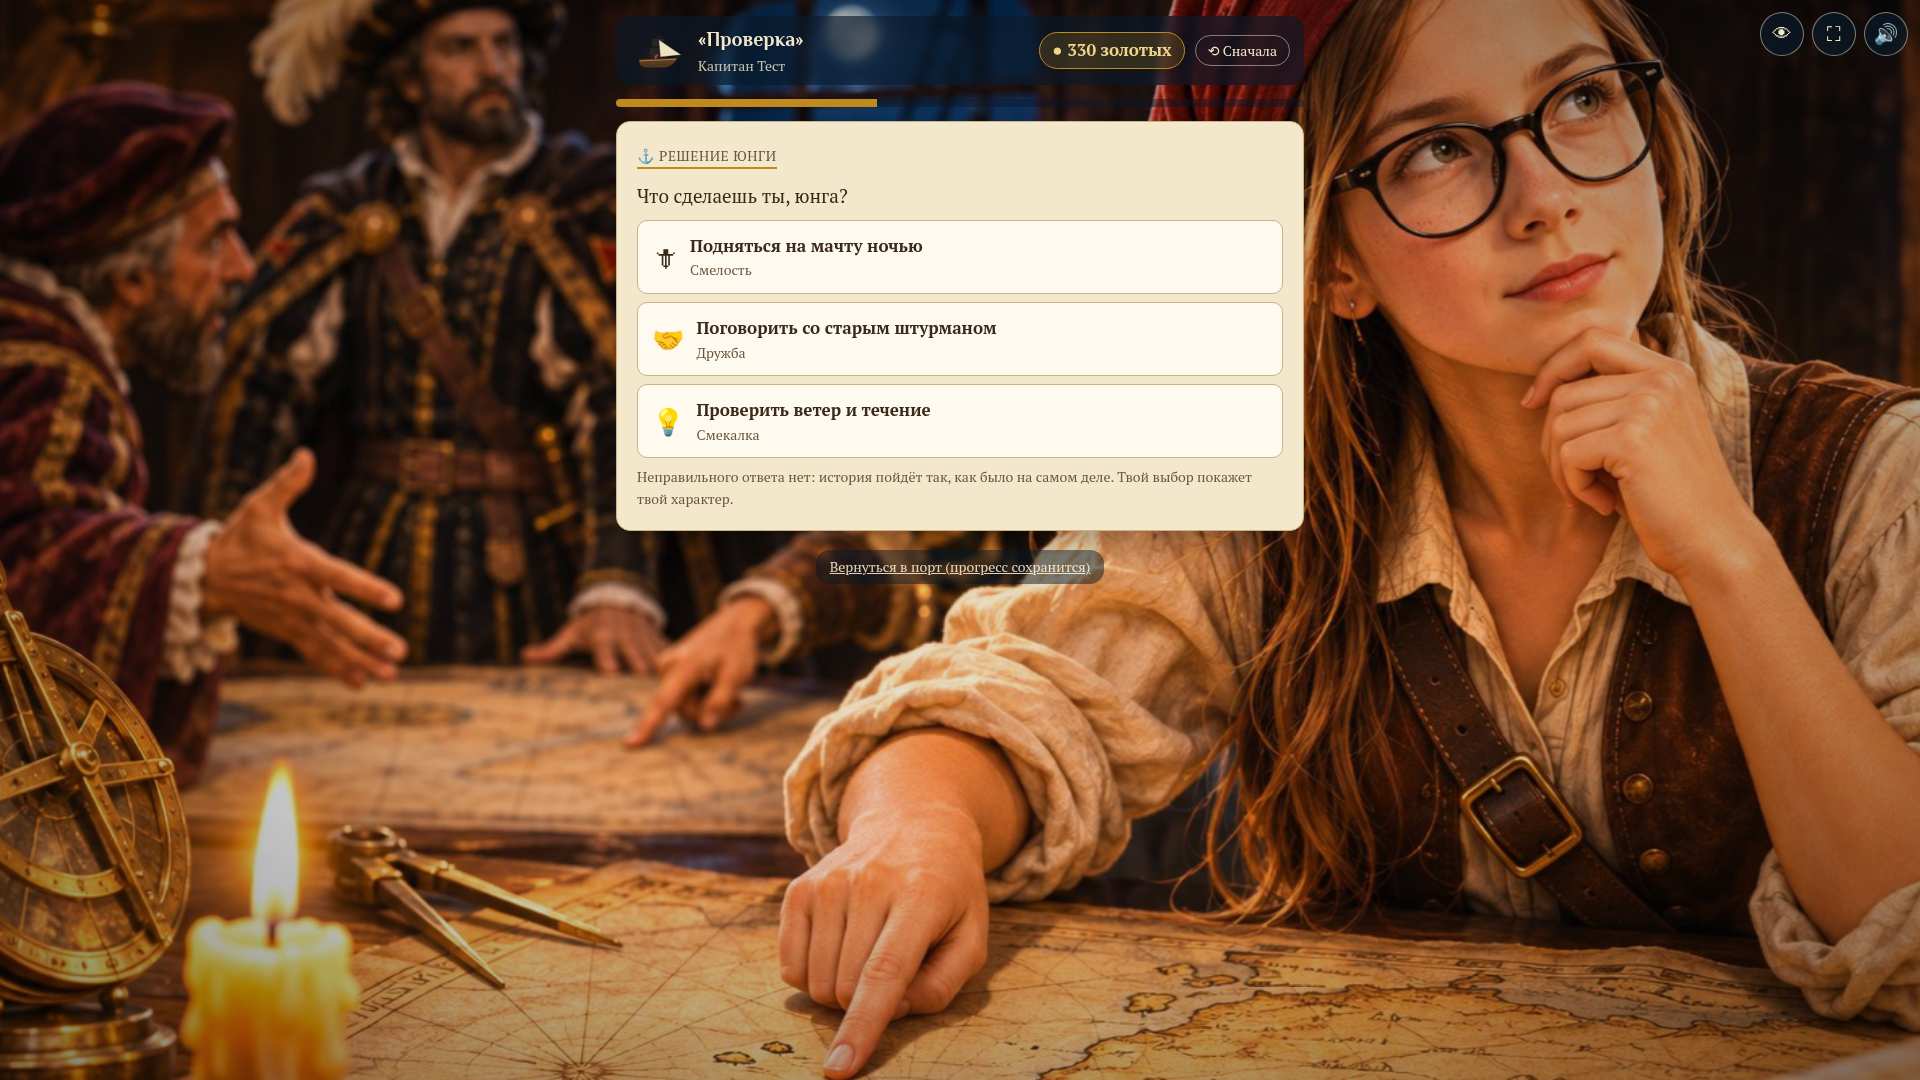 «Проверка»
Капитан Тест
● 330 золотых
⟲ Сначала
⚓ РЕШЕНИЕ ЮНГИ
Что сделаешь ты, юнга?
Подняться на мачту ночью
Смелость
Поговорить со старым штурманом
Дружба
Проверить ветер и течение
Смекалка
Неправильного ответа нет: история пойдёт так, как было на самом деле. Твой выбор покажет
твой характер.
Вернуться в порт (прогресс сохранится)